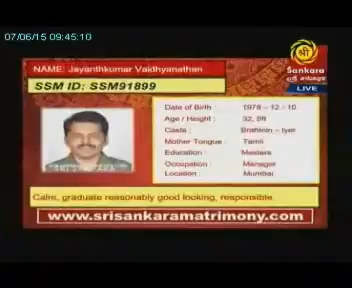 07/06/15 09:45:10
श्री
Sankara
ஸ்ரீ சங்கரா
LIVE
NAME: Jayanthkumar Vaidhyanathan
SSM ID: SSM91899
Date of Birth : 1978 - 12 - 10
Age / Height : 32, 09
Caste : Brahmin - Iyer
Mother Tongue : Tamil
Education : Masters
Occupation : Manager
Location : Mumbai
Calm, graduate reasonably good looking, responsible.
www.srisankaramatrimony.com